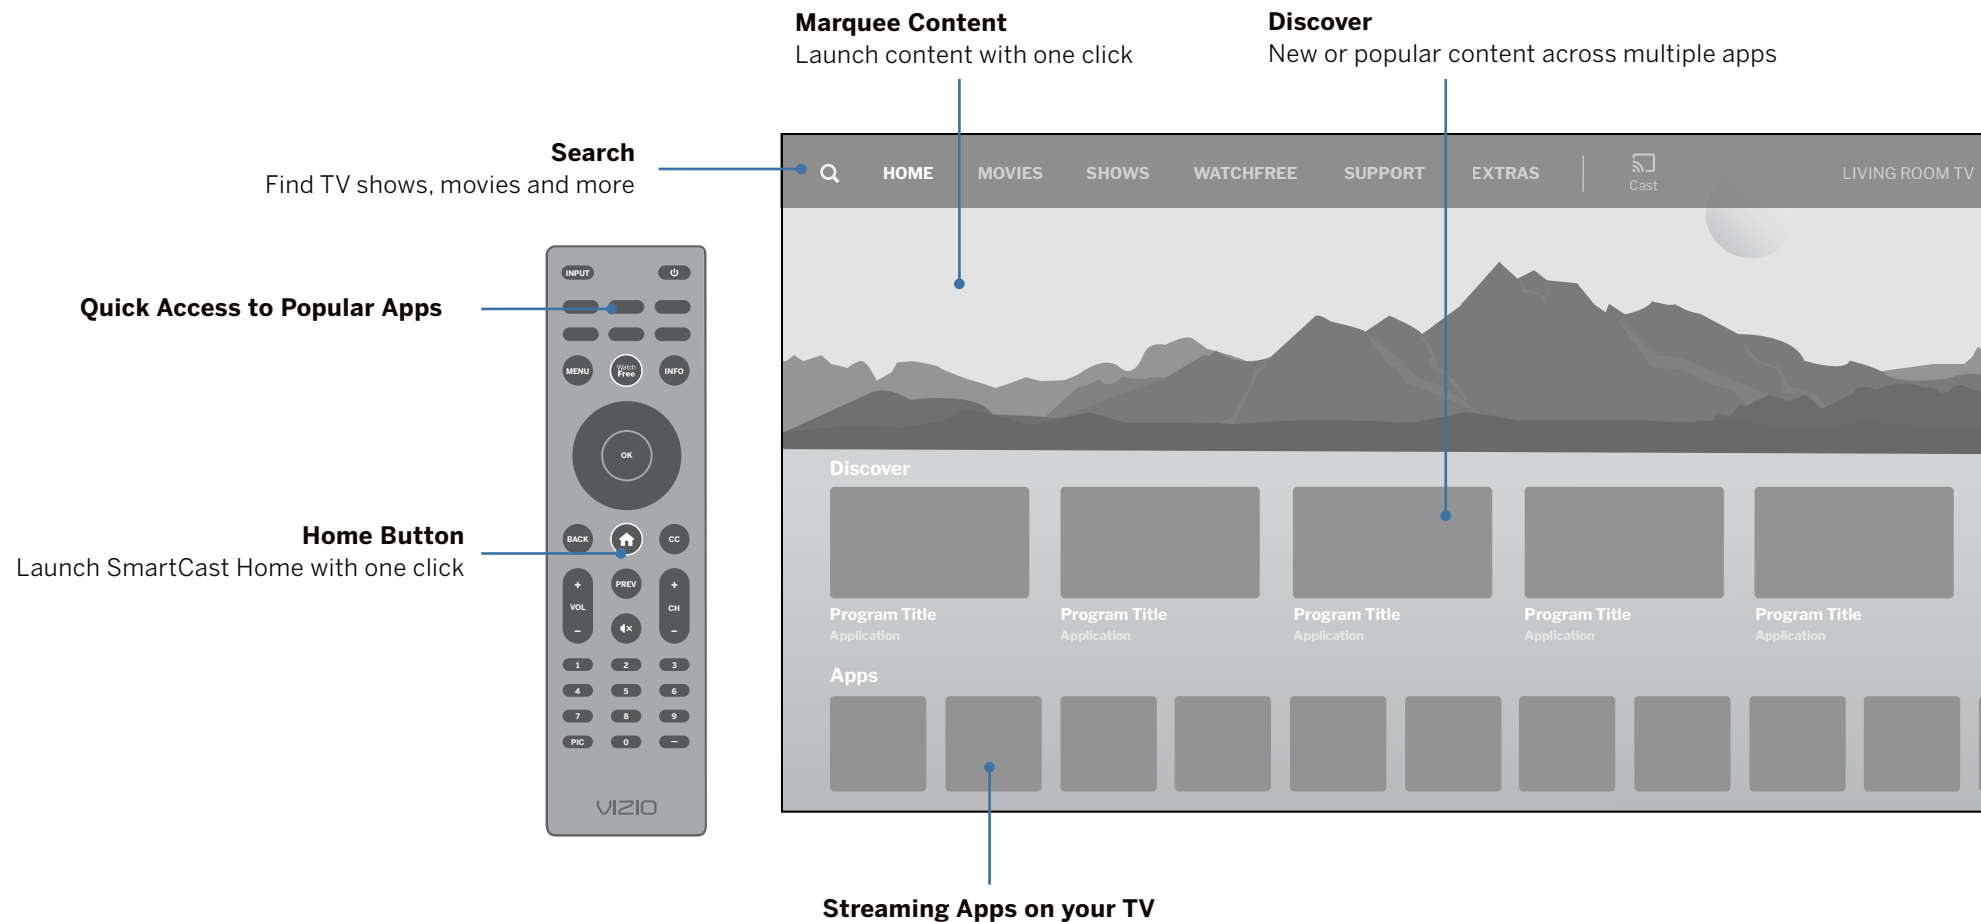 Marquee Content
Launch content with one click
Discover
New or popular content across multiple apps
Search
Find TV shows, movies and more
HOME MOVIES SHOWS WATCHFREE SUPPORT EXTRAS Cast LIVING ROOM TV
Quick Access to Popular Apps
INPUT
MENU Watch Free INFO
OK
Home Button
Launch SmartCast Home with one click
BACK CC
+ PREV +
VOL CH
– –
1 2 3
4 5 6
7 8 9
PIC 0 –
VIZIO
Discover
Program Title Program Title Program Title Program Title Program Title
Application Application Application Application Application
Apps
Streaming Apps on your TV